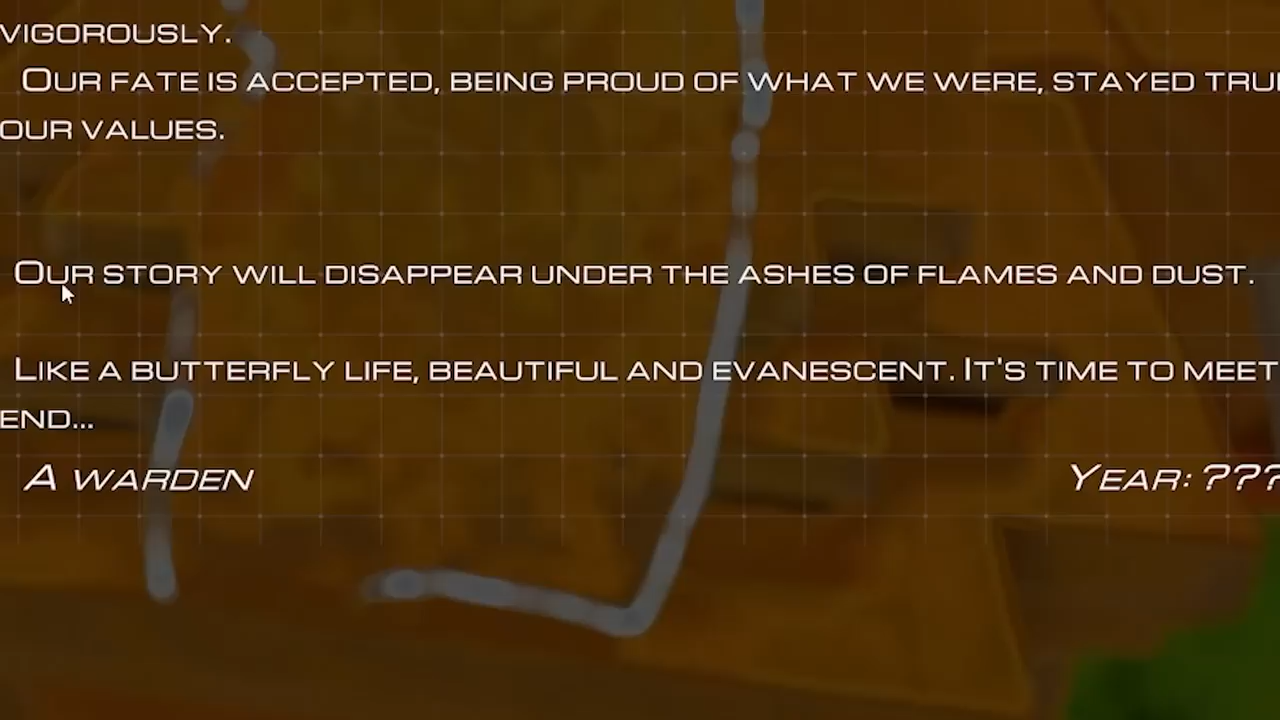 VIGOROUSLY.
OUR FATE IS ACCEPTED, BEING PROUD OF WHAT WE WERE, STAYED
OUR VALUES.
OUR STORY WILL DISAPPEAR UNDER THE ASHES OF FLAMES AND DUST.
LIKE A BUTTERFLY LIFE, BEAUTIFUL AND EVANESCENT. IT'S TIME TO MEET
END...
A WARDEN YEAR: ???